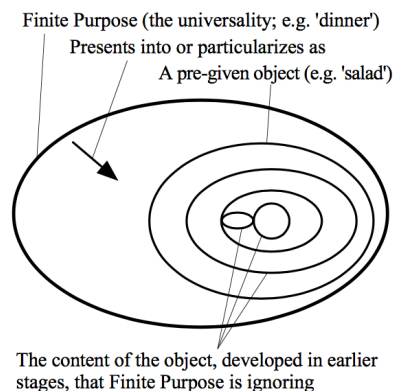 Finite Purpose (the universality; e.g. 'dinner')
Presents into or particularizes as
A pre-given object (e.g. 'salad')
The content of the object, developed in earlier
stages, that Finite Purpose is ignoring